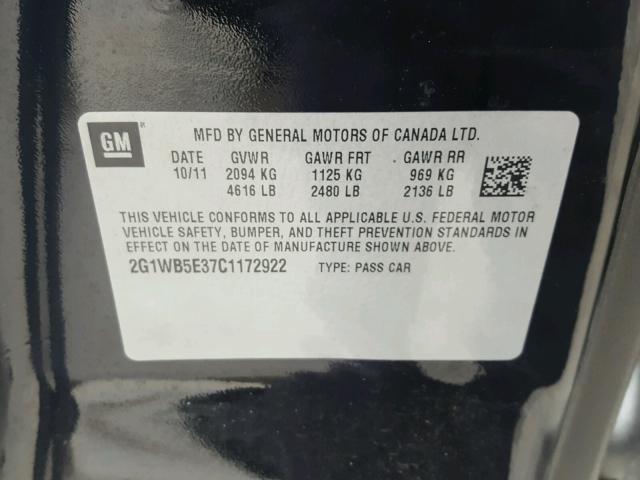 GM
MFD BY GENERAL MOTORS OF CANADA LTD.
DATE GVWR GAWR FRT GAWR RR
10/11 2094 KG 1125 KG 969 KG
4616 LB 2480 LB 2136 LB
THIS VEHICLE CONFORMS TO ALL APPLICABLE U.S. FEDERAL MOTOR
VEHICLE SAFETY, BUMPER, AND THEFT PREVENTION STANDARDS IN
EFFECT ON THE DATE OF MANUFACTURE SHOWN ABOVE.
2G1WB5E37C1172922 TYPE: PASS CAR